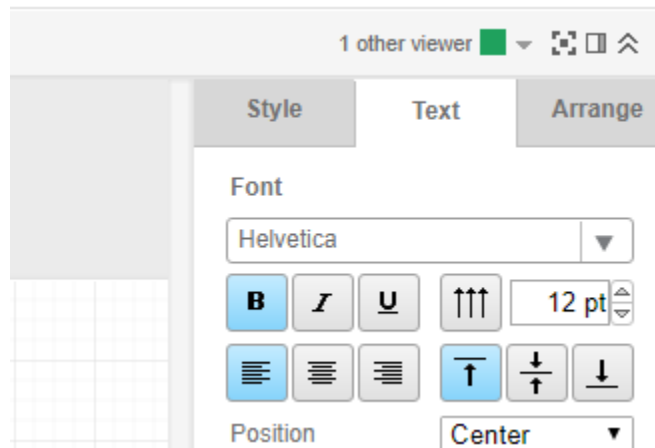 1 other viewer
Style Text Arrange
Font
Helvetica
B I U 12 pt
Position Center